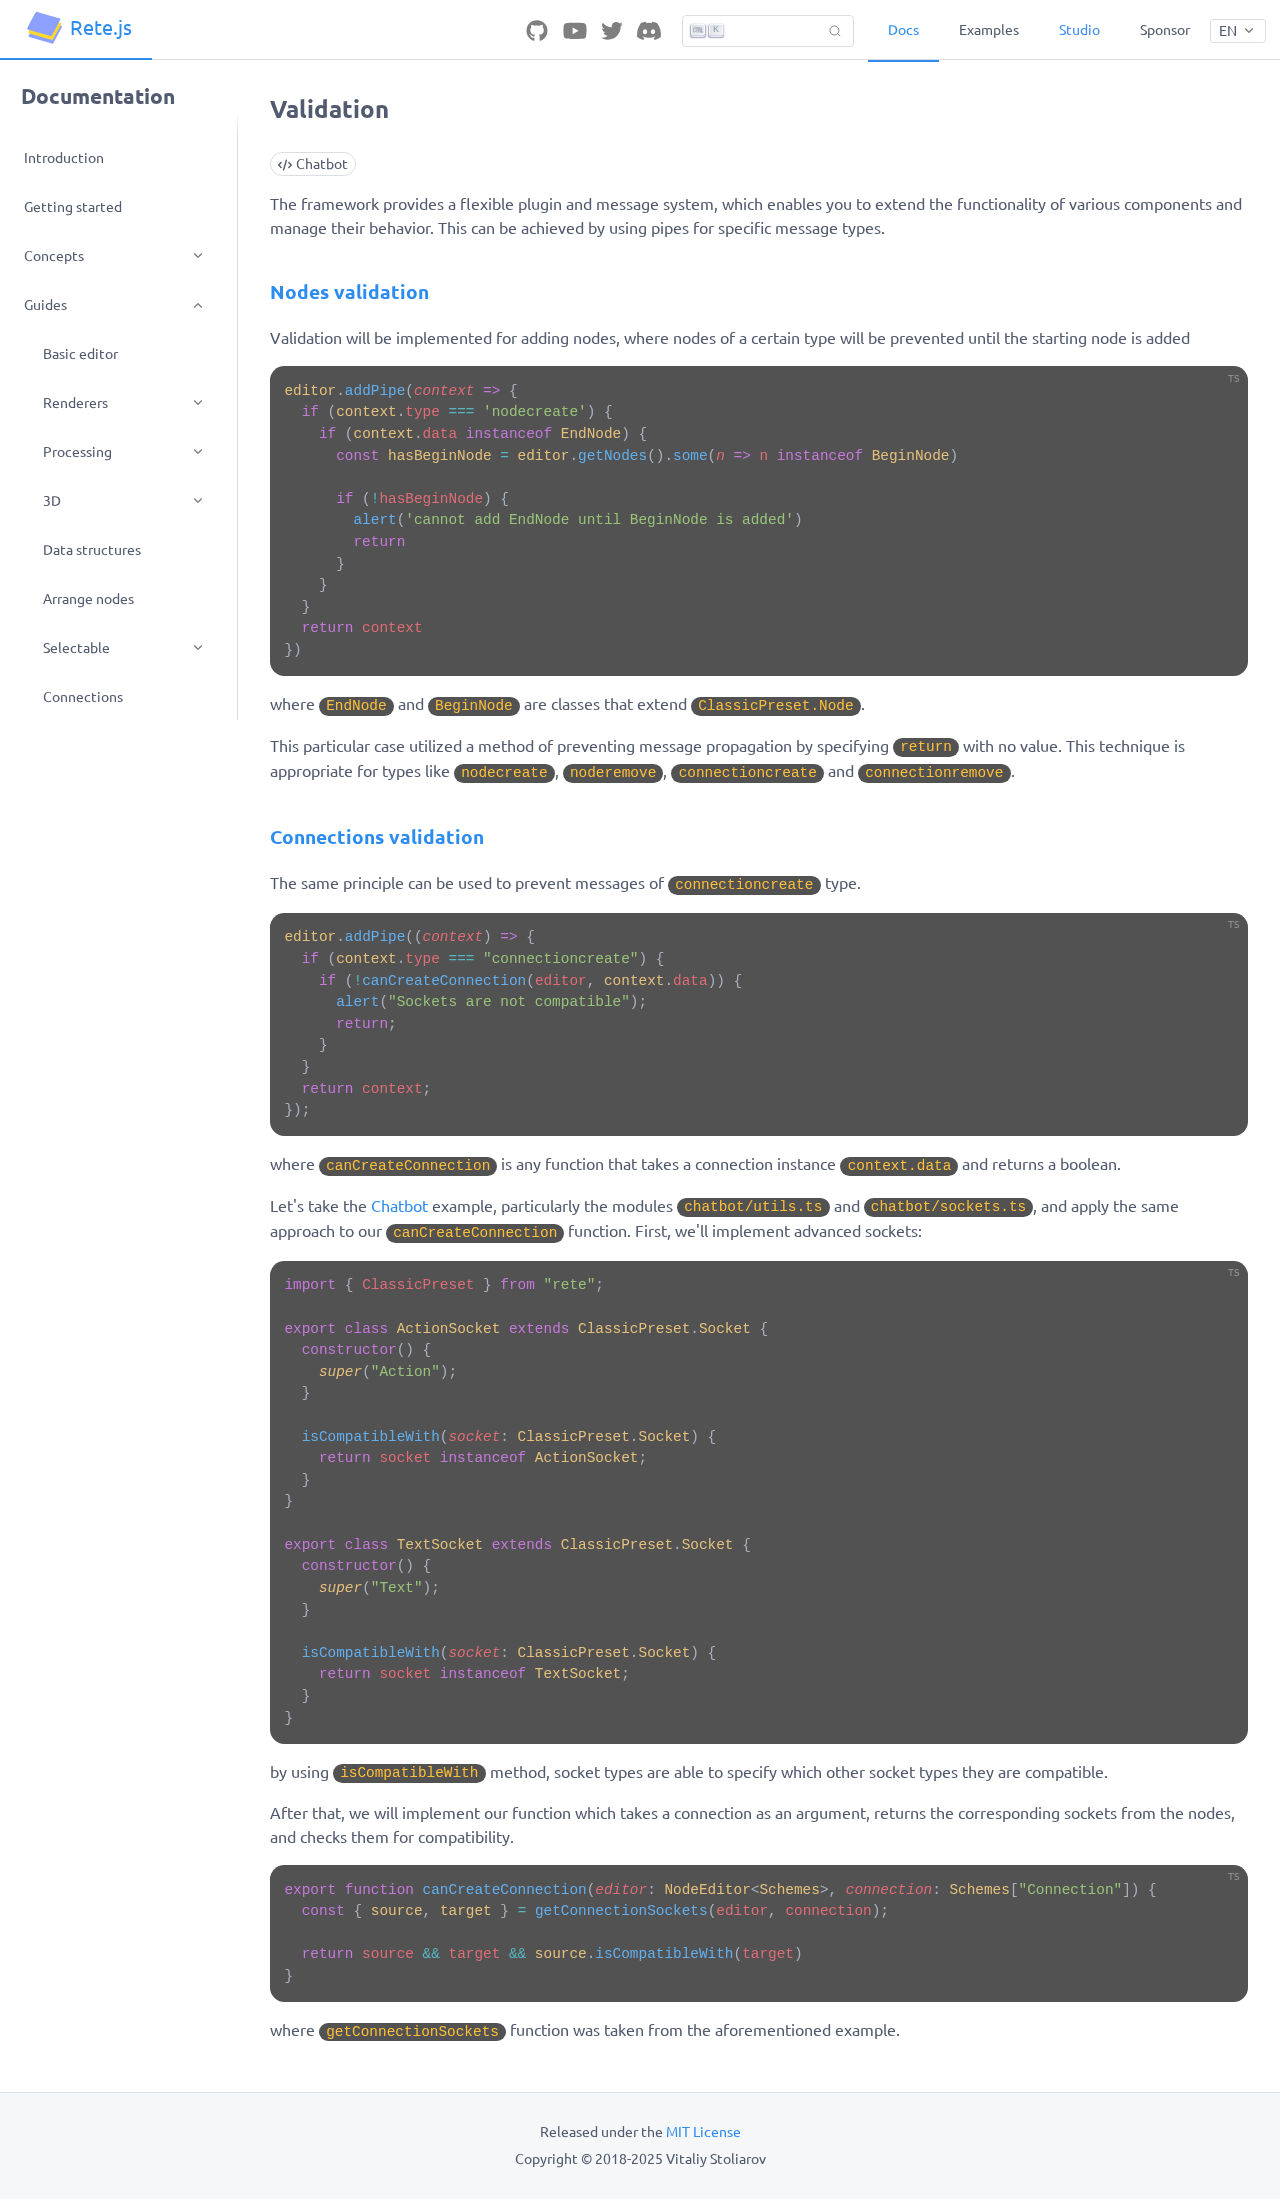 Rete.js
K
Docs
Examples
Studio
Sponsor
EN
Documentation
Introduction
Getting started
Concepts
Guides
Basic editor
Renderers
Processing
3D
Data structures
Arrange nodes
Selectable
Connections
Validation
Chatbot
The framework provides a flexible plugin and message system, which enables you to extend the functionality of various components and
manage their behavior. This can be achieved by using pipes for specific message types.
Nodes validation
Validation will be implemented for adding nodes, where nodes of a certain type will be prevented until the starting node is added
TS
editor.addPipe(context => {
  if (context.type === 'nodecreate') {
    if (context.data instanceof EndNode) {
      const hasBeginNode = editor.getNodes().some(n => n instanceof BeginNode)

      if (!hasBeginNode) {
        alert('cannot add EndNode until BeginNode is added')
        return
      }
    }
  }
  return context
})
where EndNode and BeginNode are classes that extend ClassicPreset.Node.
This particular case utilized a method of preventing message propagation by specifying return with no value. This technique is
appropriate for types like nodecreate, noderemove, connectioncreate and connectionremove.
Connections validation
The same principle can be used to prevent messages of connectioncreate type.
TS
editor.addPipe((context) => {
  if (context.type === "connectioncreate") {
    if (!canCreateConnection(editor, context.data)) {
      alert("Sockets are not compatible");
      return;
    }
  }
  return context;
});
where canCreateConnection is any function that takes a connection instance context.data and returns a boolean.
Let's take the Chatbot example, particularly the modules chatbot/utils.ts and chatbot/sockets.ts, and apply the same
approach to our canCreateConnection function. First, we'll implement advanced sockets:
TS
import { ClassicPreset } from "rete";

export class ActionSocket extends ClassicPreset.Socket {
  constructor() {
    super("Action");
  }

  isCompatibleWith(socket: ClassicPreset.Socket) {
    return socket instanceof ActionSocket;
  }
}

export class TextSocket extends ClassicPreset.Socket {
  constructor() {
    super("Text");
  }

  isCompatibleWith(socket: ClassicPreset.Socket) {
    return socket instanceof TextSocket;
  }
}
by using isCompatibleWith method, socket types are able to specify which other socket types they are compatible.
After that, we will implement our function which takes a connection as an argument, returns the corresponding sockets from the nodes,
and checks them for compatibility.
TS
export function canCreateConnection(editor: NodeEditor<Schemes>, connection: Schemes["Connection"]) {
  const { source, target } = getConnectionSockets(editor, connection);

  return source && target && source.isCompatibleWith(target)
}
where getConnectionSockets function was taken from the aforementioned example.
Released under the MIT License
Copyright © 2018-2025 Vitaliy Stoliarov